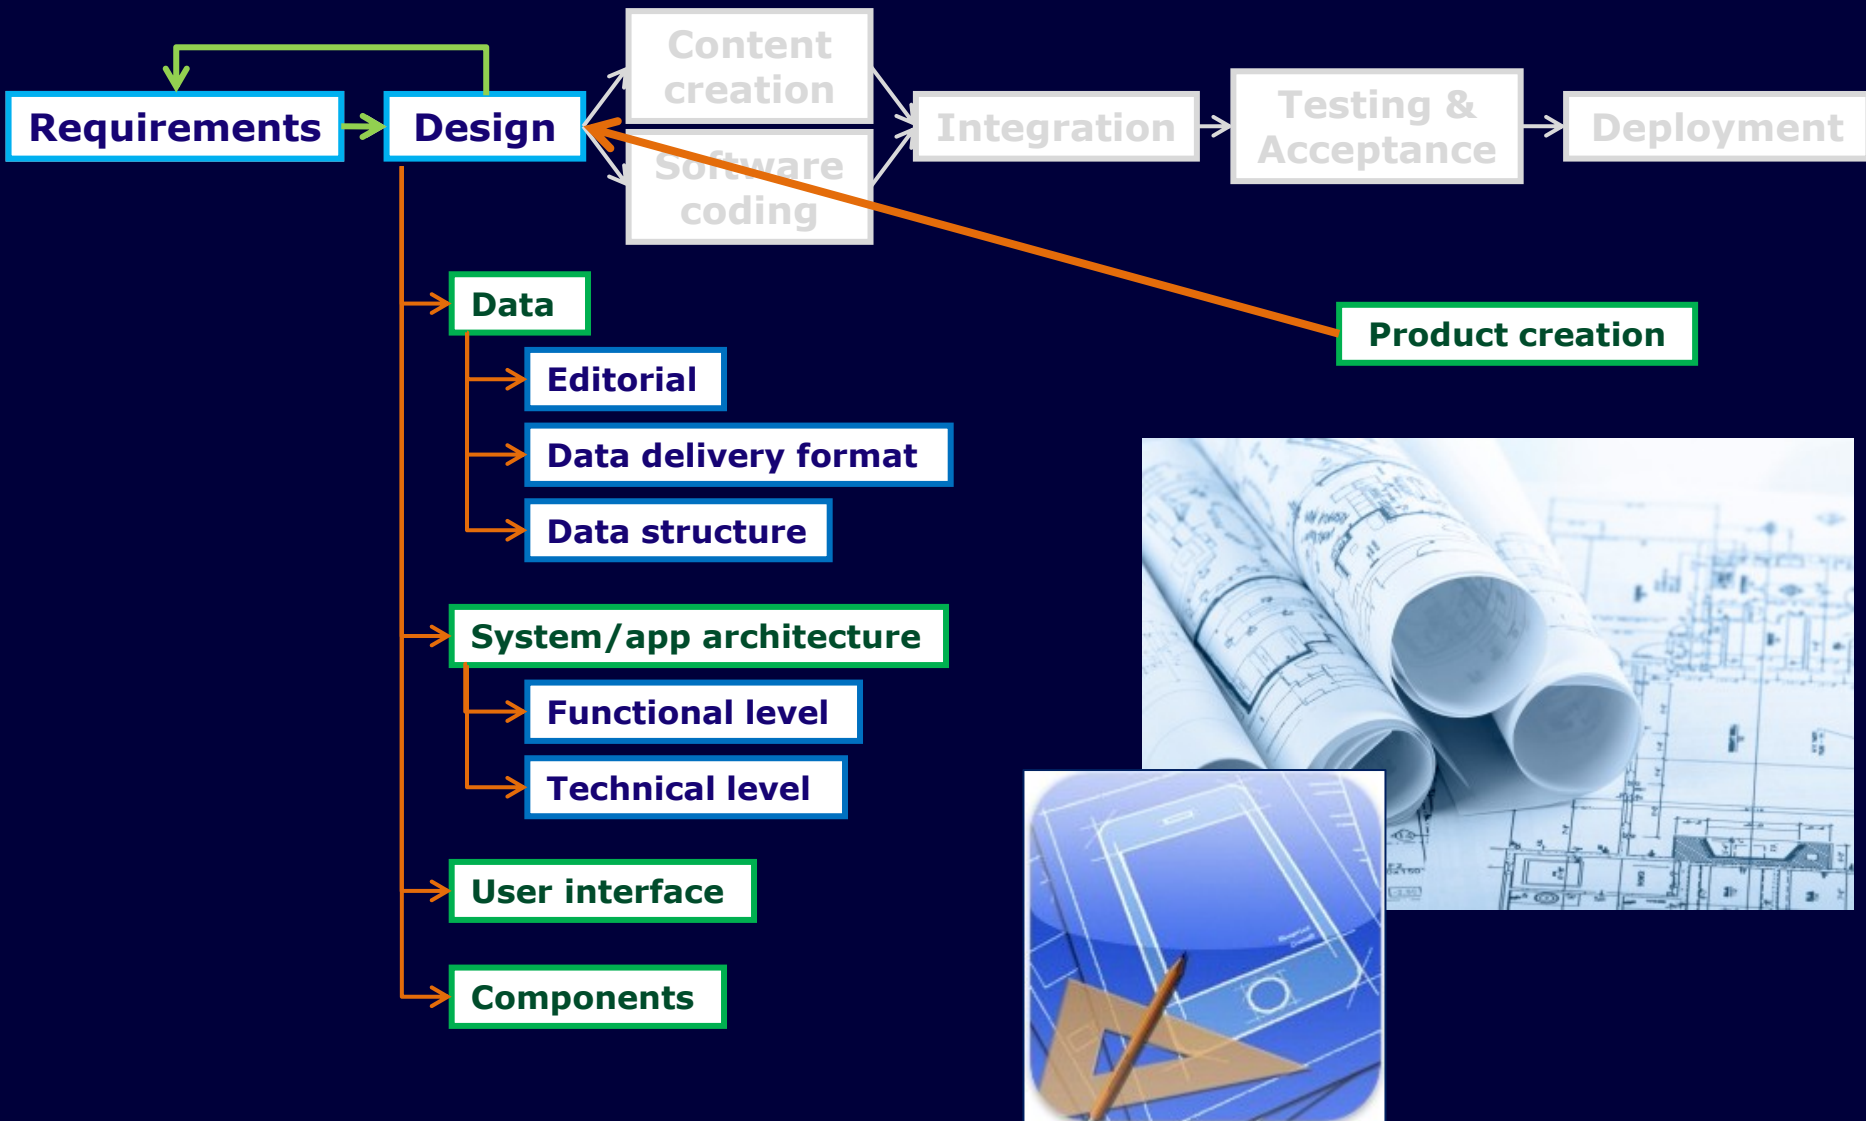 Content
creation
Requirements
Design
Software
coding
Integration
Testing &
Acceptance
Deployment
Data
Product creation
Editorial
Data delivery format
Data structure
System/app architecture
Functional level
Technical level
User interface
Components